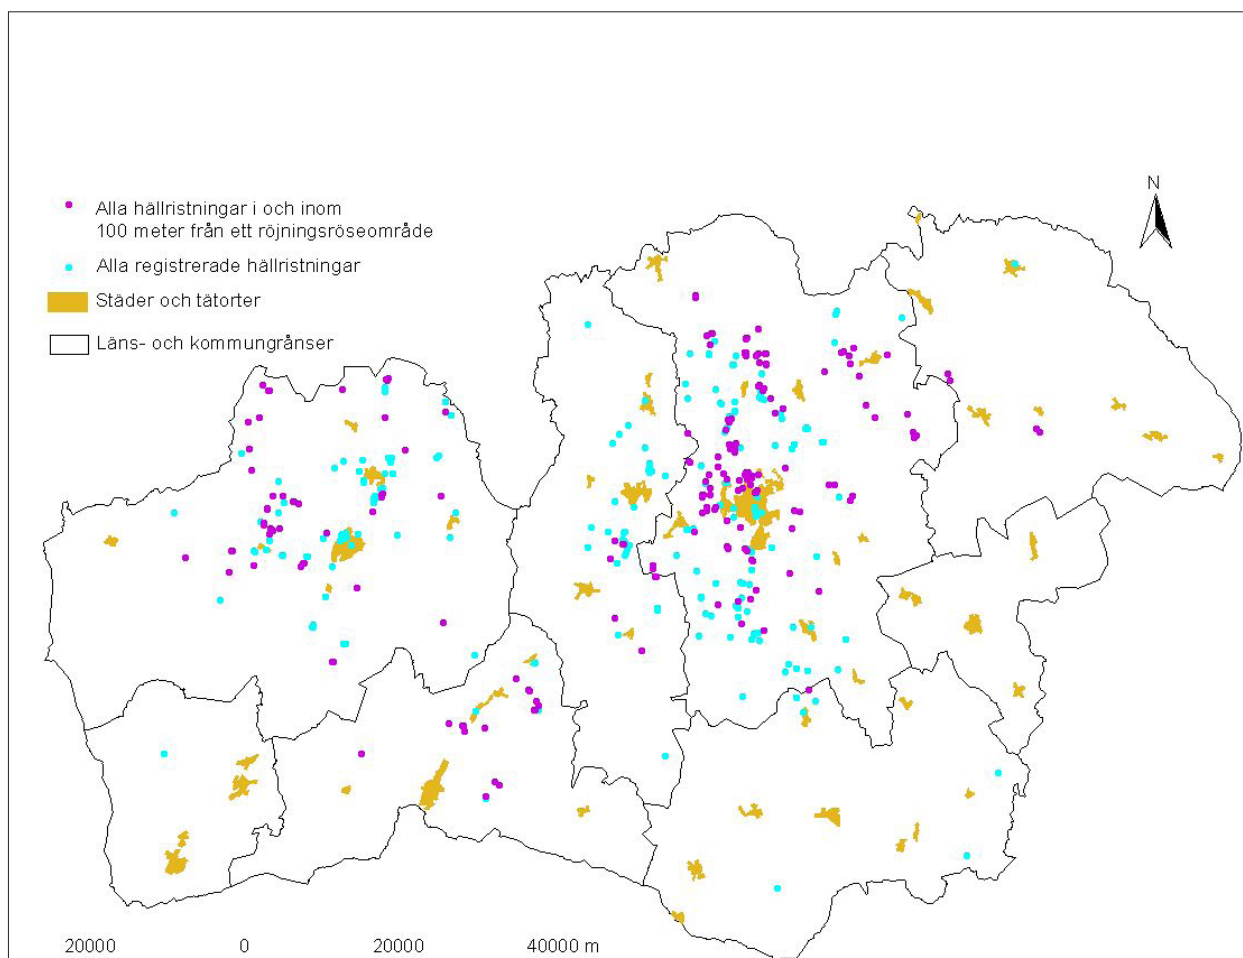 N
Alla hällristningar i och inom
100 meter från ett röjningsröseområde
Alla registrerade hällristningar
Städer och tätorter
Läns- och kommungrånser
20000 0 20000 40000 m